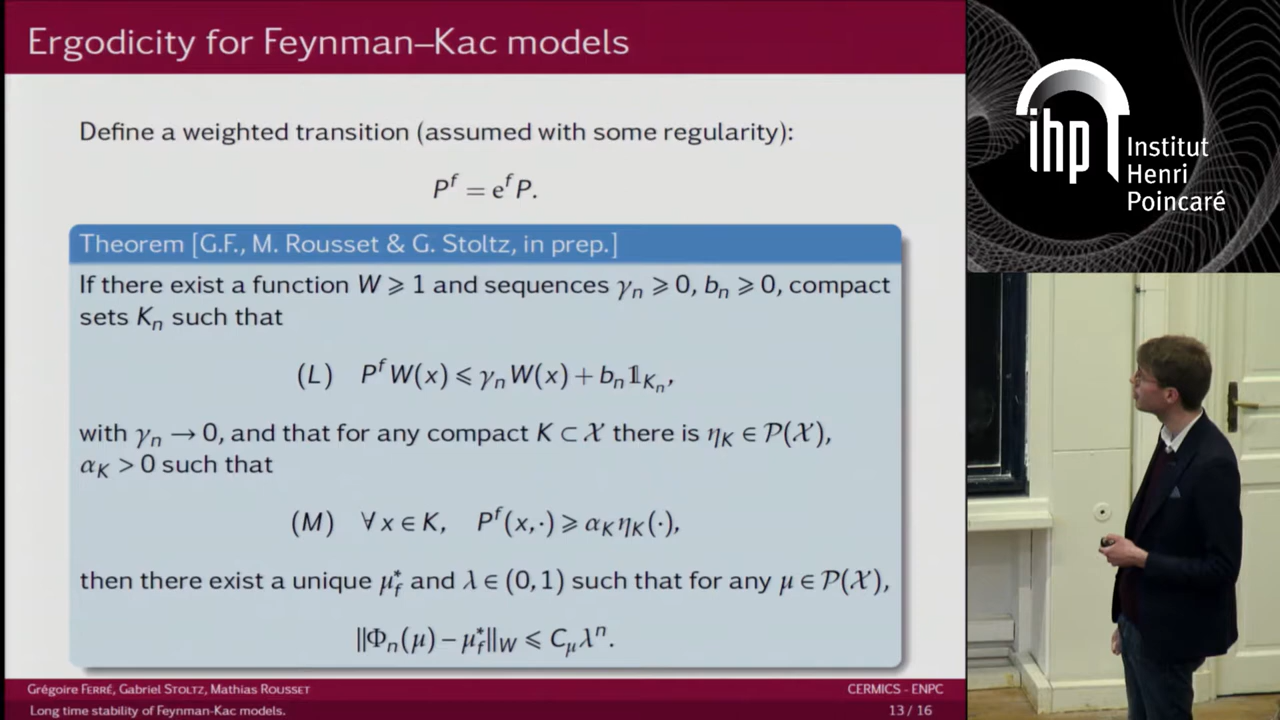 Ergodicity for Feynman–Kac models
Define a weighted transition (assumed with some regularity):
P^f = e^f P.
Theorem [G.F., M. Rousset & G. Stoltz, in prep.]
If there exist a function W ⩾ 1 and sequences γ_n ⩾ 0, b_n ⩾ 0, compact
sets K_n such that
(L) P^f W(x) ⩽ γ_n W(x) + b_n 𝟙_{K_n},
with γ_n → 0, and that for any compact K ⊂ 𝒳 there is η_K ∈ 𝒫(𝒳),
α_K > 0 such that
(M) ∀ x ∈ K, P^f(x, ·) ⩾ α_K η_K(·),
then there exist a unique μ*_f and λ ∈ (0, 1) such that for any μ ∈ 𝒫(𝒳),
‖Φ_n(μ) − μ*_f‖_W ⩽ C_μ λ^n.
Grégoire FERRÉ, Gabriel STOLTZ, Mathias ROUSSET
CERMICS - ENPC
Long time stability of Feynman-Kac models.
13 / 16
ihp
Institut
Henri
Poincaré